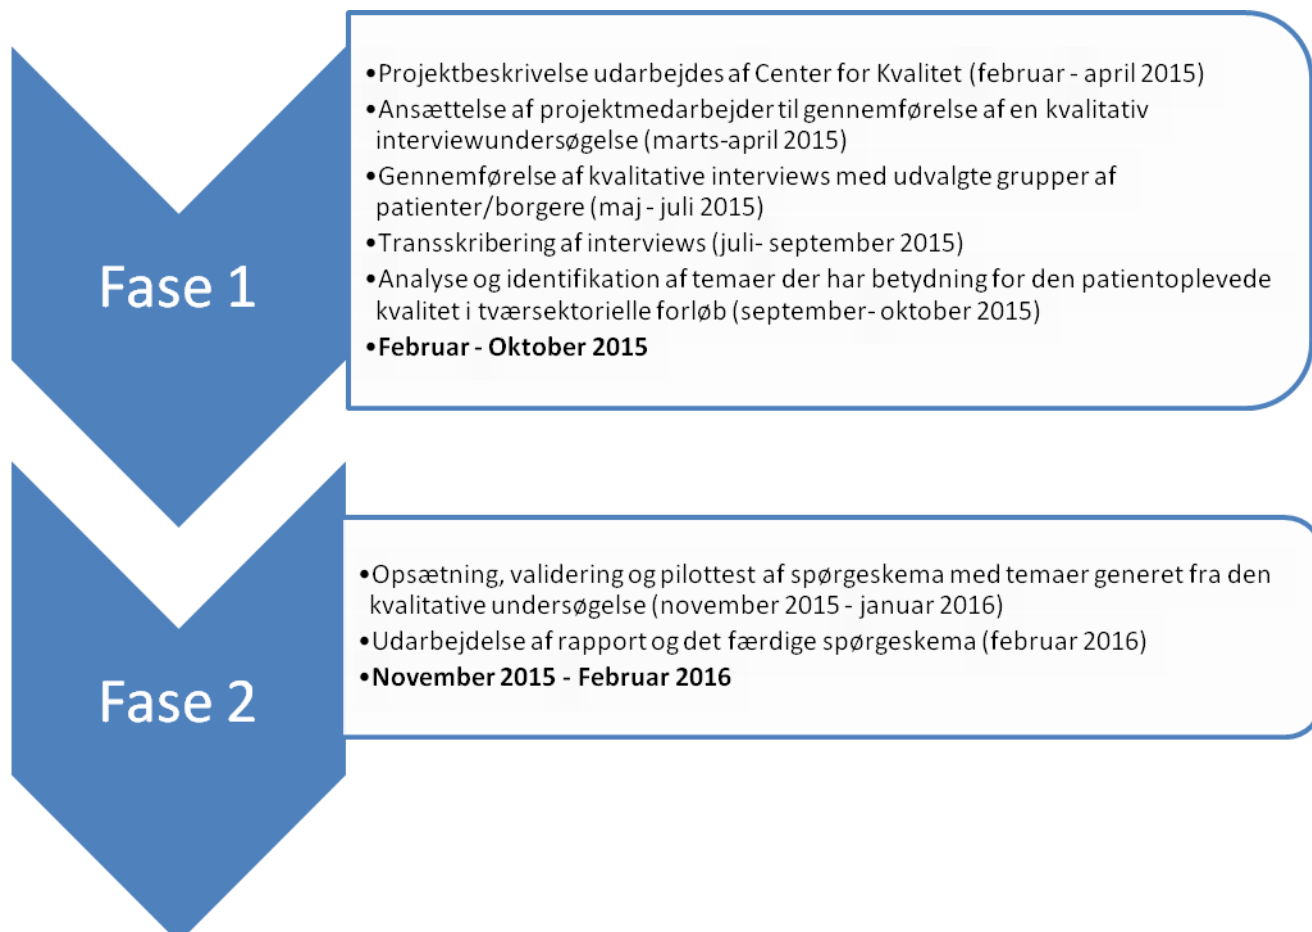 Fase 1
•Projektbeskrivelse udarbejdes af Center for Kvalitet (februar - april 2015)
•Ansættelse af projektmedarbejder til gennemførelse af en kvalitativ
interviewundersøgelse (marts-april 2015)
•Gennemførelse af kvalitative interviews med udvalgte grupper af
patienter/borgere (maj - juli 2015)
•Transskribering af interviews (juli- september 2015)
•Analyse og identifikation af temaer der har betydning for den patientoplevede
kvalitet i tværsektorielle forløb (september- oktober 2015)
•Februar - Oktober 2015
Fase 2
•Opsætning, validering og pilottest af spørgeskema med temaer generet fra den
kvalitative undersøgelse (november 2015 - januar 2016)
•Udarbejdelse af rapport og det færdige spørgeskema (februar 2016)
•November 2015 - Februar 2016